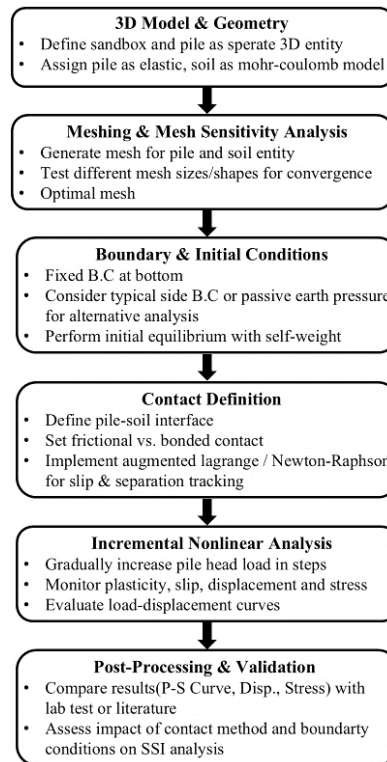 3D Model & Geometry
• Define sandbox and pile as sperate 3D entity
• Assign pile as elastic, soil as mohr-coulomb model
Meshing & Mesh Sensitivity Analysis
• Generate mesh for pile and soil entity
• Test different mesh sizes/shapes for convergence
• Optimal mesh
Boundary & Initial Conditions
• Fixed B.C at bottom
• Consider typical side B.C or passive earth pressure
for alternative analysis
• Perform initial equilibrium with self-weight
Contact Definition
• Define pile-soil interface
• Set frictional vs. bonded contact
• Implement augmented lagrange / Newton-Raphson
for slip & separation tracking
Incremental Nonlinear Analysis
• Gradually increase pile head load in steps
• Monitor plasticity, slip, displacement and stress
• Evaluate load-displacement curves
Post-Processing & Validation
• Compare results(P-S Curve, Disp., Stress) with
lab test or literature
• Assess impact of contact method and boundarty
conditions on SSI analysis